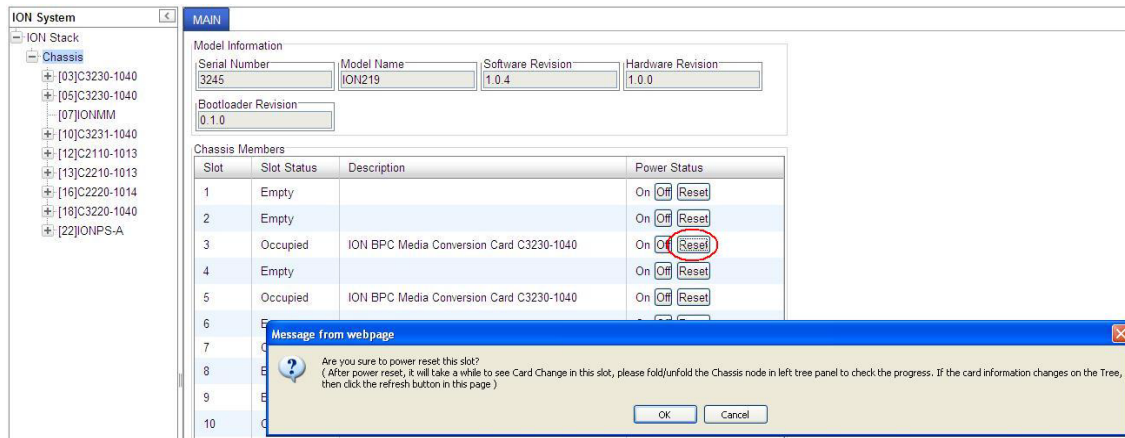 ION System
<
MAIN
ION Stack
Chassis
[03]C3230-1040
[05]C3230-1040
[07]IONMM
[10]C3231-1040
[12]C2110-1013
[13]C2210-1013
[16]C2220-1014
[18]C3220-1040
[22]IONPS-A
Model Information
Serial Number Model Name Software Revision Hardware Revision
3245 ION219 1.0.4 1.0.0
Bootloader Revision
0.1.0
Chassis Members
Slot Slot Status Description Power Status
1 Empty On Off Reset
2 Empty On Off Reset
3 Occupied ION BPC Media Conversion Card C3230-1040 On Off Reset
4 Empty On Off Reset
5 Occupied ION BPC Media Conversion Card C3230-1040 On Off Reset
6
7
8
9
10
Message from webpage
Are you sure to power reset this slot?
( After power reset, it will take a while to see Card Change in this slot, please fold/unfold the Chassis node in left tree panel to check the progress. If the card information changes on the Tree,
then click the refresh button in this page )
OK Cancel